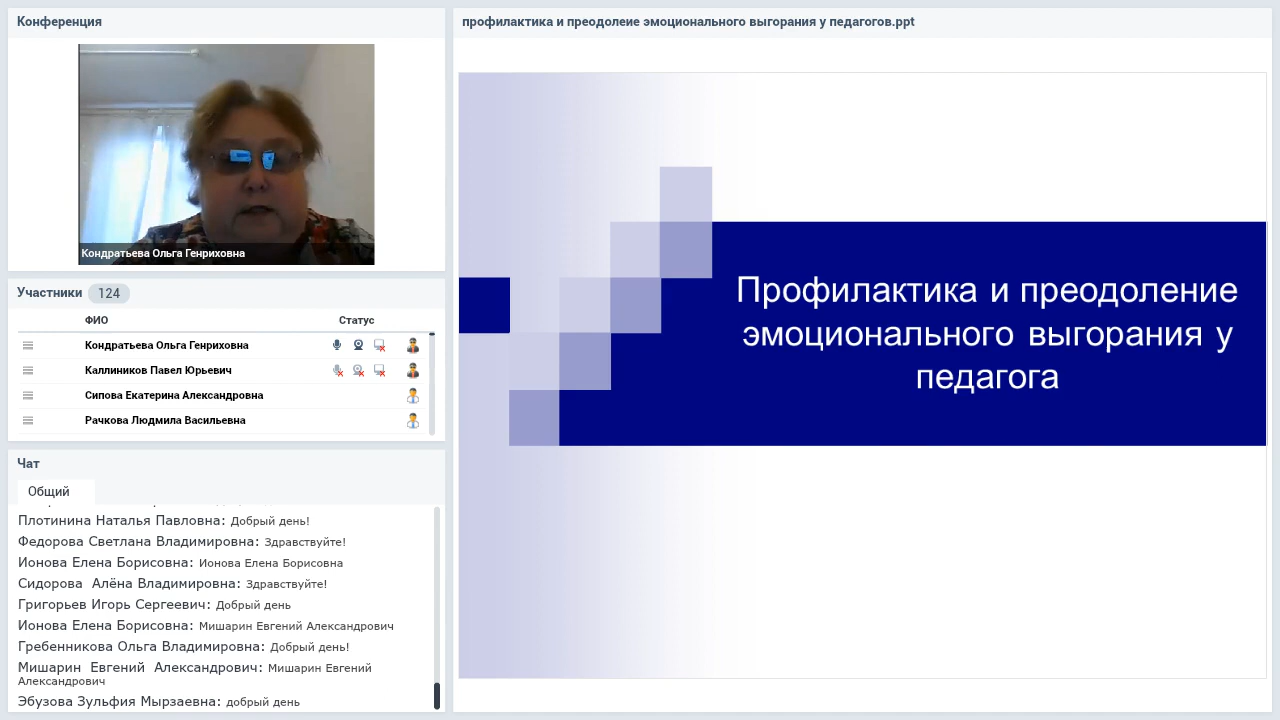 Конференция
Кондратьева Ольга Генриховна
Участники 124
ФИО Статус
Кондратьева Ольга Генриховна
Каллиников Павел Юрьевич
Сипова Екатерина Александровна
Рачкова Людмила Васильевна
Чат
Общий
Плотинина Наталья Павловна: Добрый день!
Федорова Светлана Владимировна: Здравствуйте!
Ионова Елена Борисовна: Ионова Елена Борисовна
Сидорова Алёна Владимировна: Здравствуйте!
Григорьев Игорь Сергеевич: Добрый день
Ионова Елена Борисовна: Мишарин Евгений Александрович
Гребенникова Ольга Владимировна: Добрый день!
Мишарин Евгений Александрович: Мишарин Евгений
Александрович
Эбузова Зульфия Мырзаевна: добрый день
профилактика и преодолеие эмоционального выгорания у педагогов.ppt
Профилактика и преодоление
эмоционального выгорания у
педагога